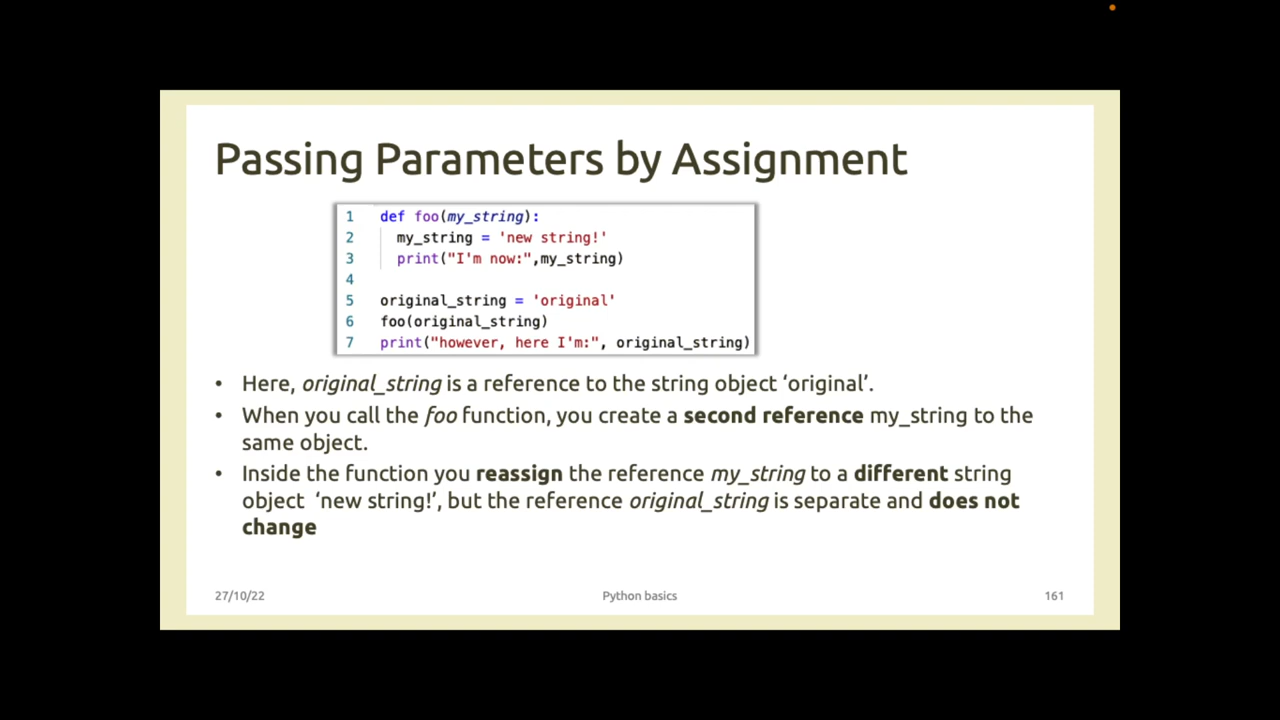 Passing Parameters by Assignment
1 def foo(my_string):
2 my_string = 'new string!'
3 print("I'm now:",my_string)
4
5 original_string = 'original'
6 foo(original_string)
7 print("however, here I'm:", original_string)
• Here, original_string is a reference to the string object ‘original’.
• When you call the foo function, you create a second reference my_string to the
same object.
• Inside the function you reassign the reference my_string to a different string
object ‘new string!’, but the reference original_string is separate and does not
change
27/10/22 Python basics 161